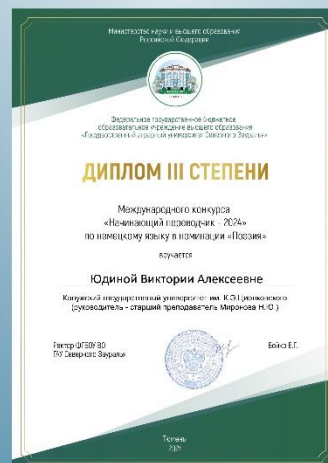 Министерство науки и высшего образования
Российской Федерации
Федеральное государственное бюджетное
образовательное учреждение высшего образования
«Государственный аграрный университет Северного Зауралья»
ДИПЛОМ III СТЕПЕНИ
Международного конкурса
«Начинающий переводчик - 2024»
по немецкому языку в номинации «Поэзия»
вручается
Юдиной Виктории Алексеевне
Калужский государственный университет им. К.Э.Циолковского
(руководитель - старший преподаватель Миронова Н.Ю.)
Ректор ФГБОУ ВО
ГАУ Северного Зауралья
Бойко Е.Г.
Тюмень
2024